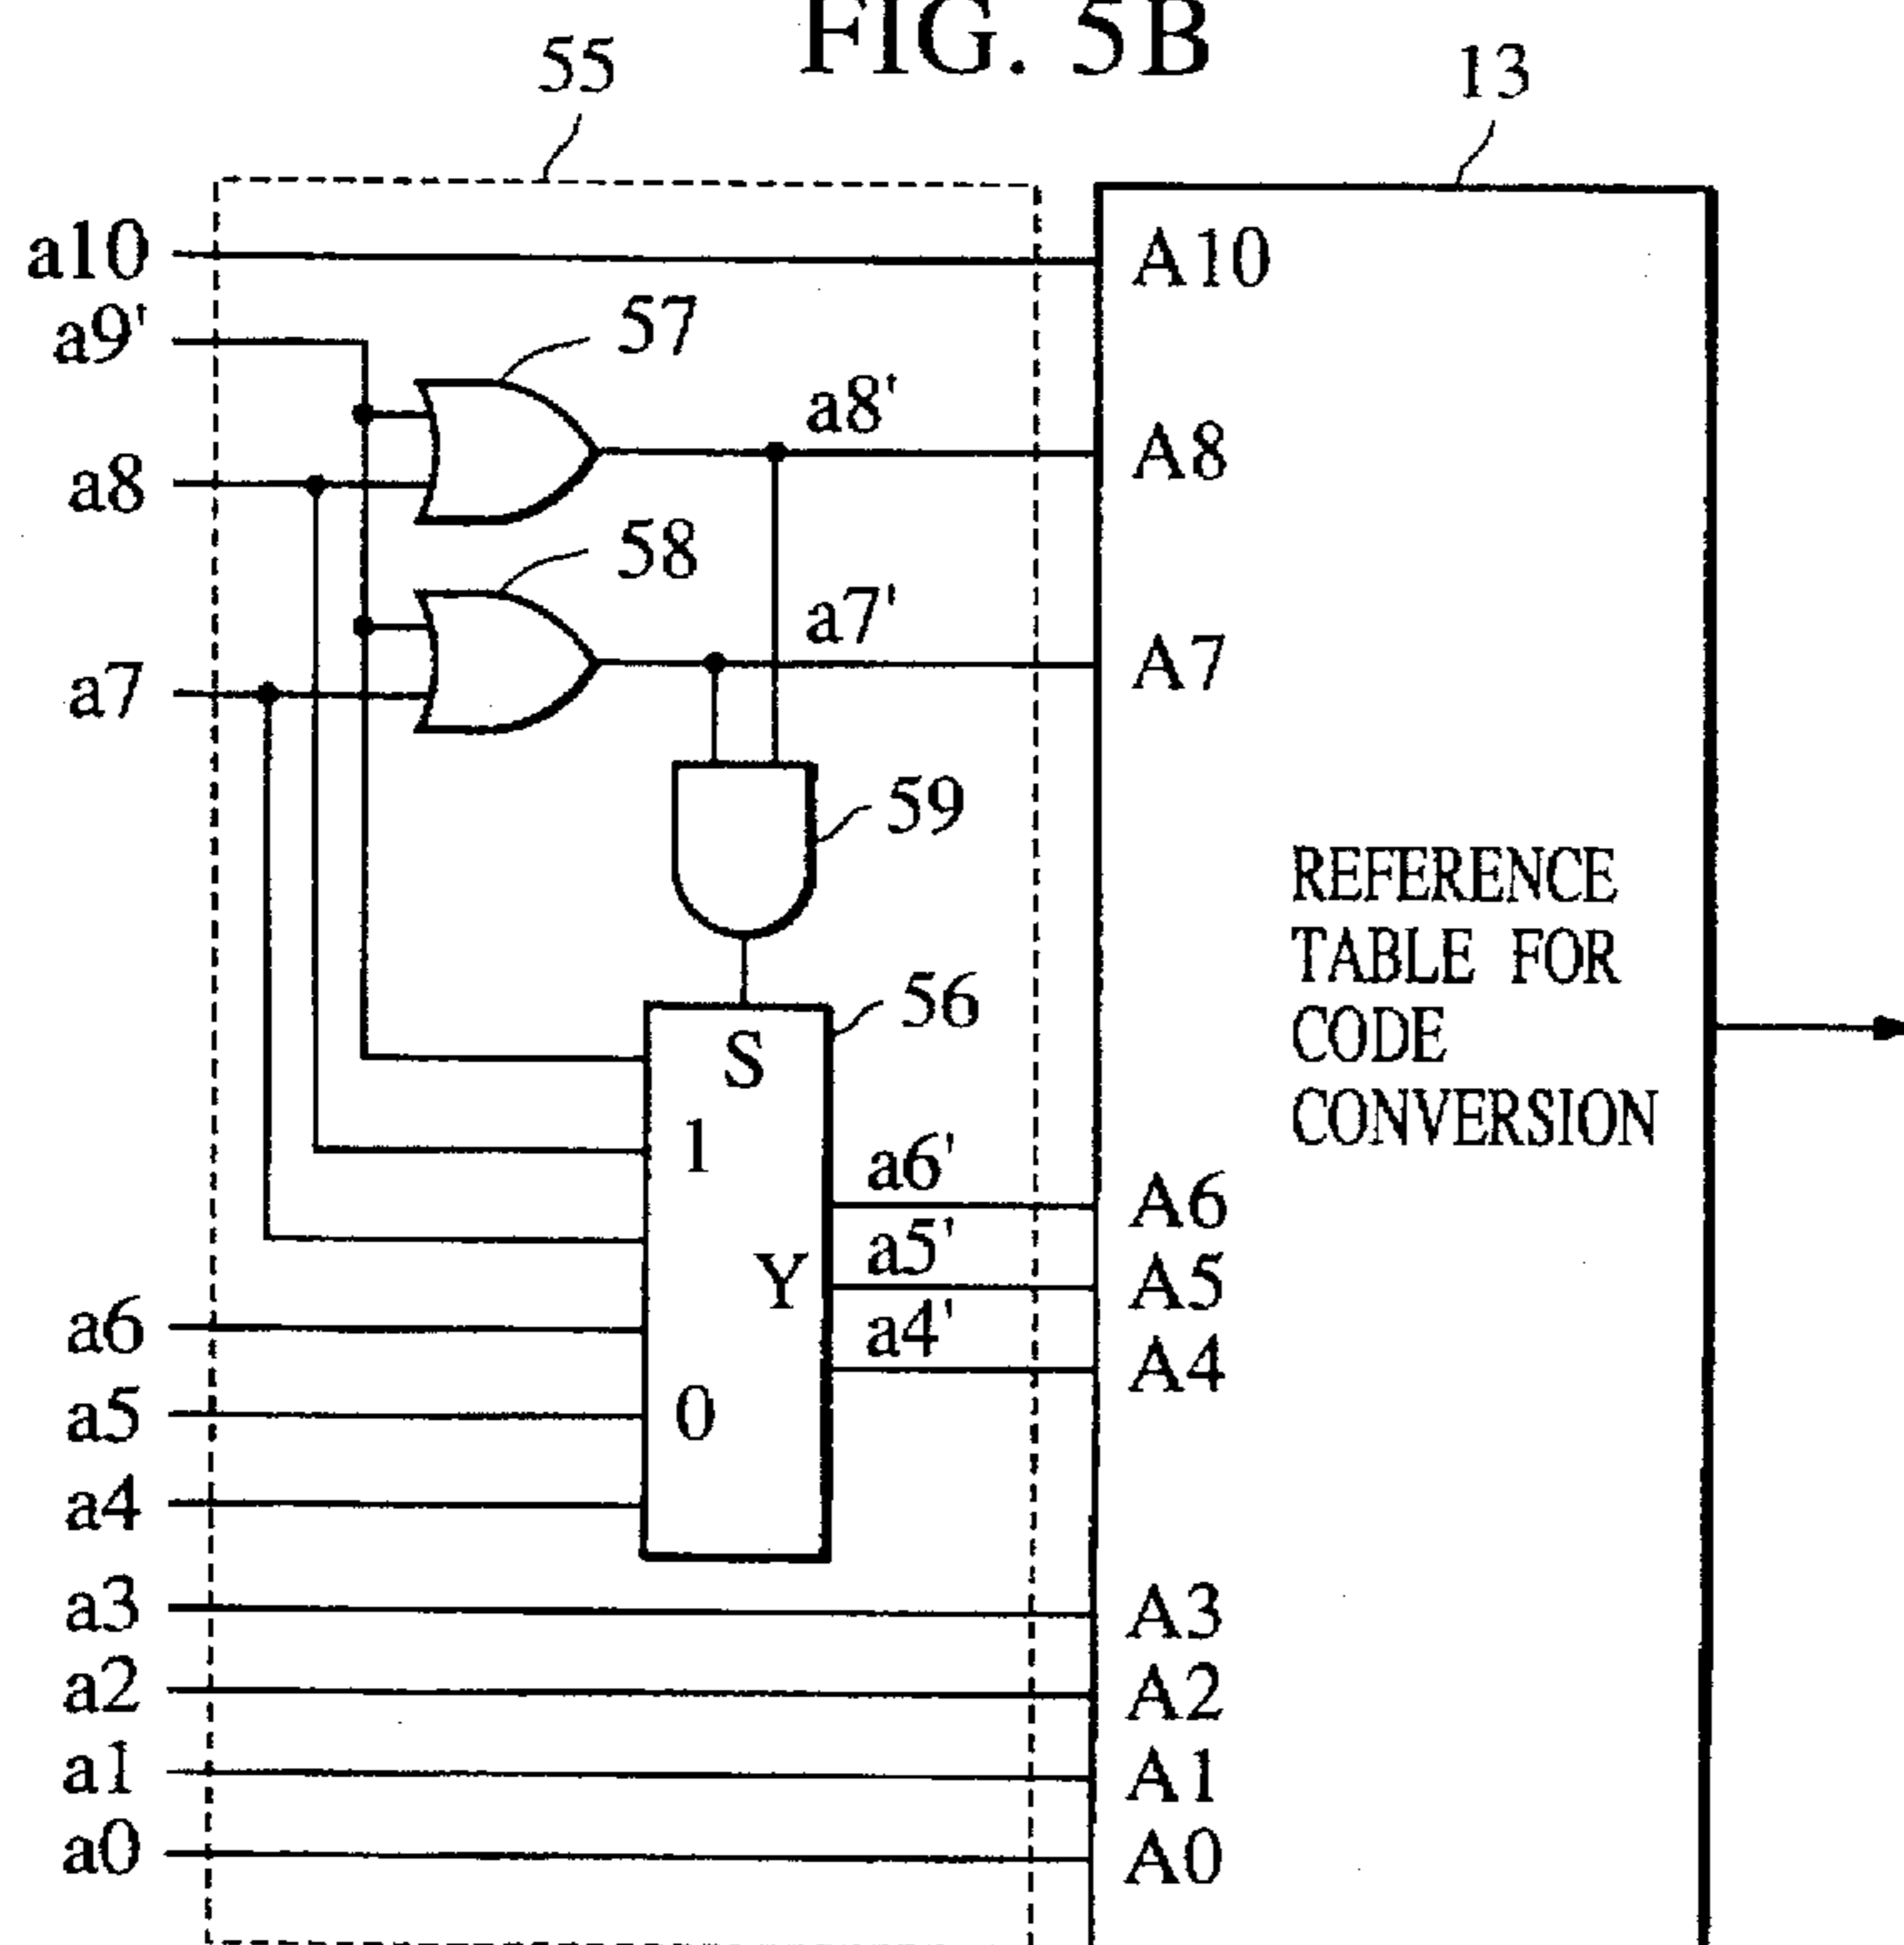 FIG. 5B
55
13
a10
A10
a9'
57
a8'
a8
A8
58
a7'
a7
A7
59
REFERENCE
TABLE FOR
CODE
CONVERSION
56
S
1
a6'
A6
Y
a5'
A5
a6
a4'
A4
a5
0
a4
a3
A3
a2
A2
a1
A1
a0
A0